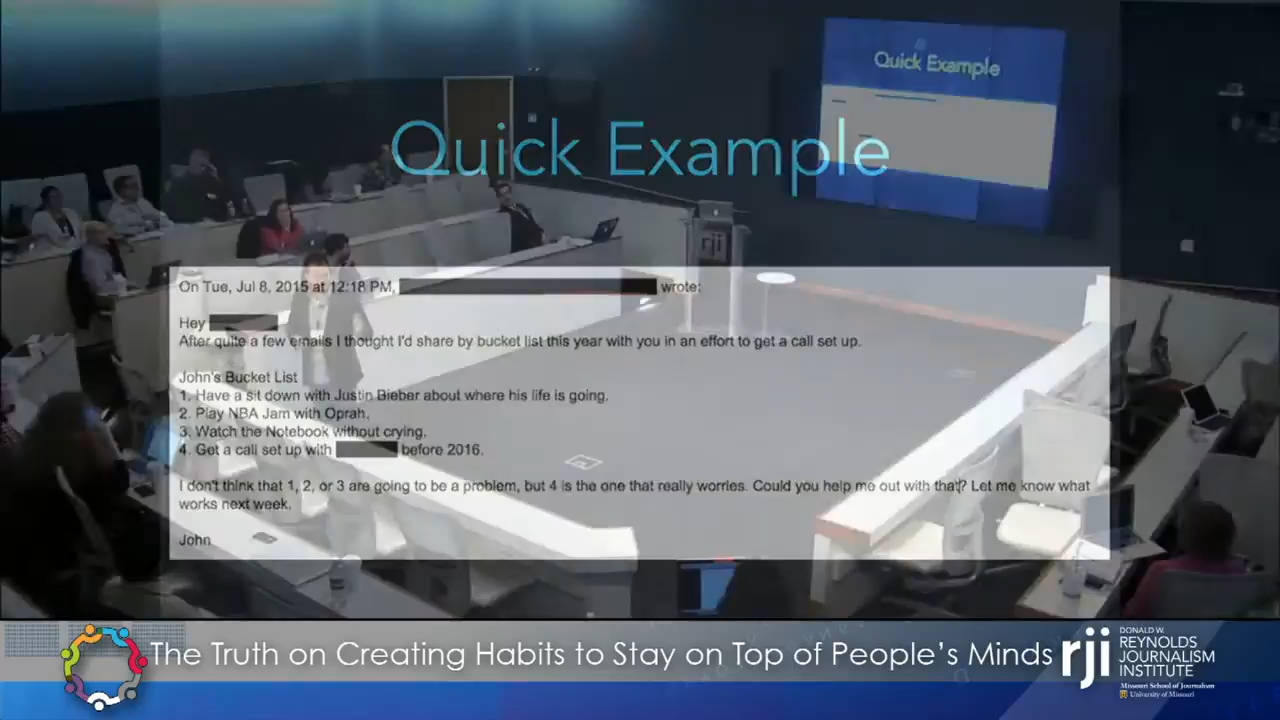 Quick Example
Quick Example
On Tue, Jul 8, 2015 at 12:18 PM, wrote:
Hey
After quite a few emails I thought I'd share by bucket list this year with you in an effort to get a call set up.
John's Bucket List
1. Have a sit down with Justin Bieber about where his life is going.
2. Play NBA Jam with Oprah.
3. Watch the Notebook without crying.
4. Get a call set up with before 2016.
I don't think that 1, 2, or 3 are going to be a problem, but 4 is the one that really worries. Could you help me out with that? Let me know what
works next week.
John
rji
The Truth on Creating Habits to Stay on Top of People's Minds
rji
DONALD W.
REYNOLDS
JOURNALISM
INSTITUTE
Missouri School of Journalism
University of Missouri